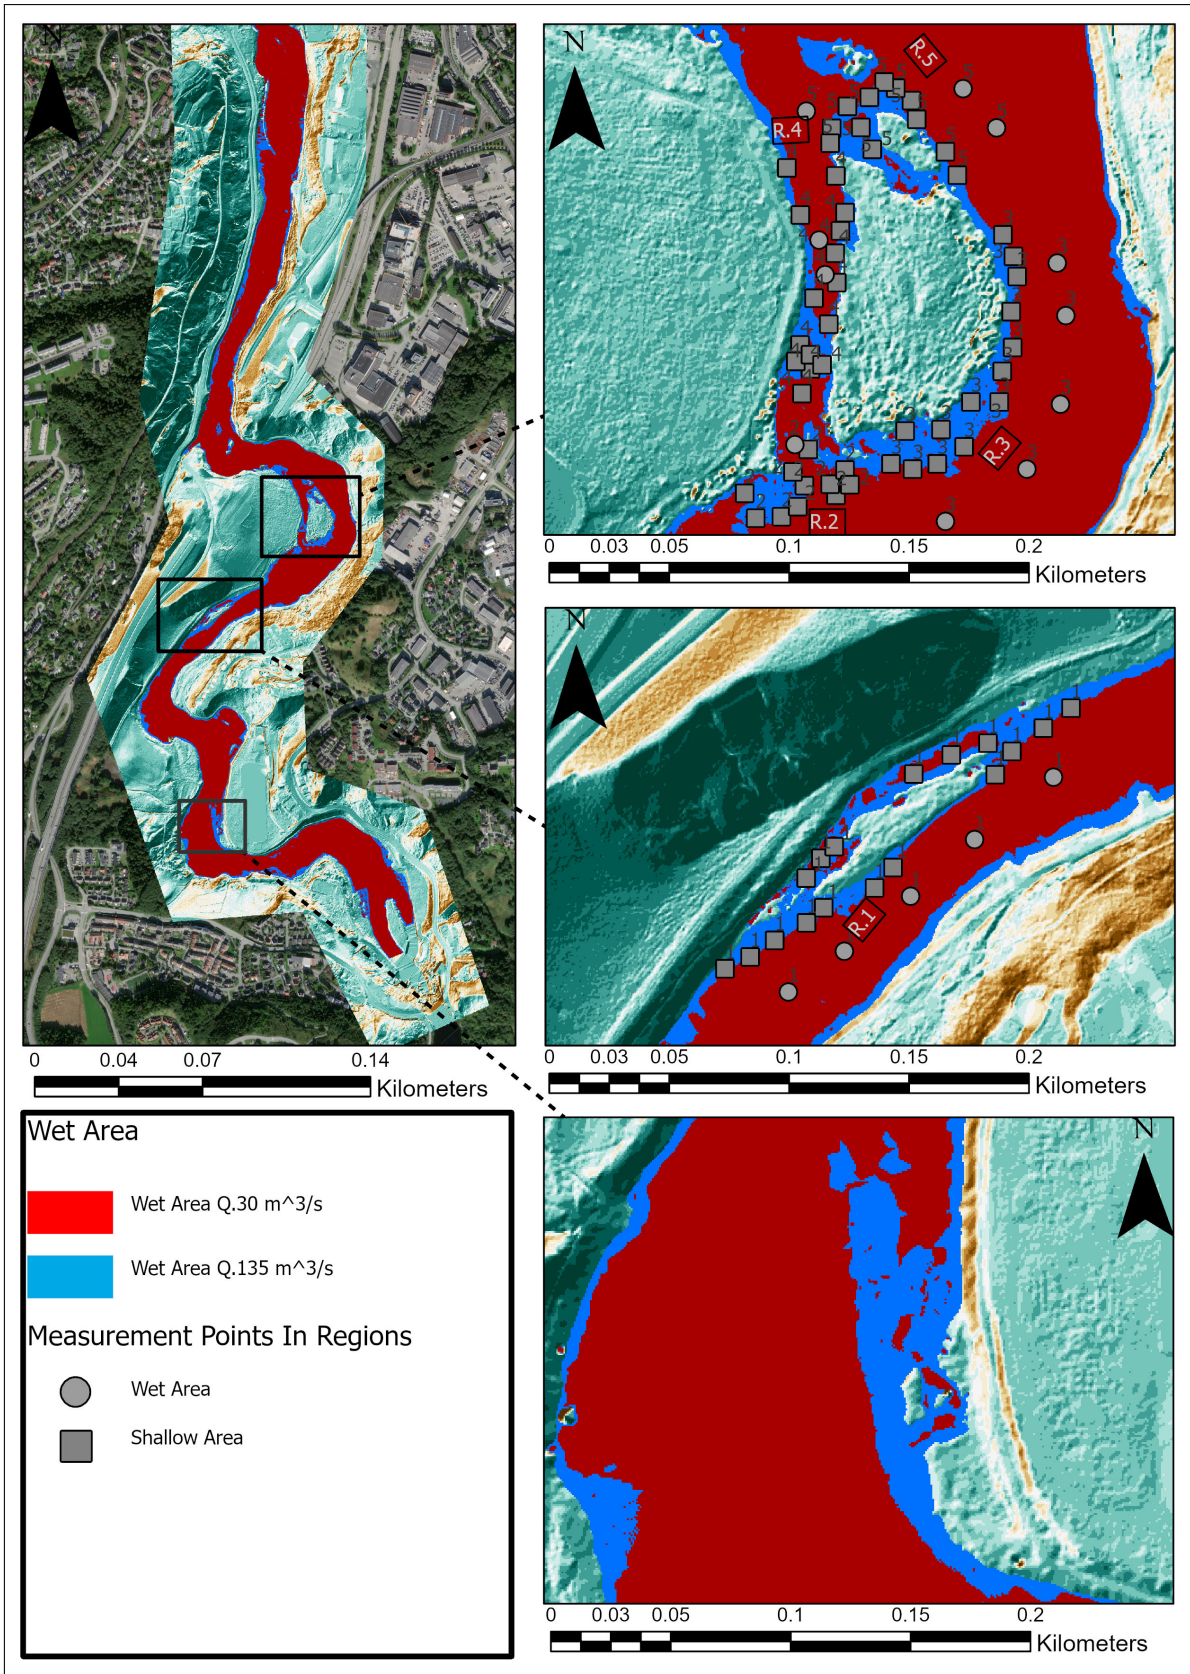 N
0 0.04 0.07 0.14
Kilometers
Wet Area
Wet Area Q.30 m^3/s
Wet Area Q.135 m^3/s
Measurement Points In Regions
Wet Area
Shallow Area
N
R.5
R.4
R.3
R.2
0 0.03 0.05 0.1 0.15 0.2
Kilometers
N
R.1
0 0.03 0.05 0.1 0.15 0.2
Kilometers
N
0 0.03 0.05 0.1 0.15 0.2
Kilometers